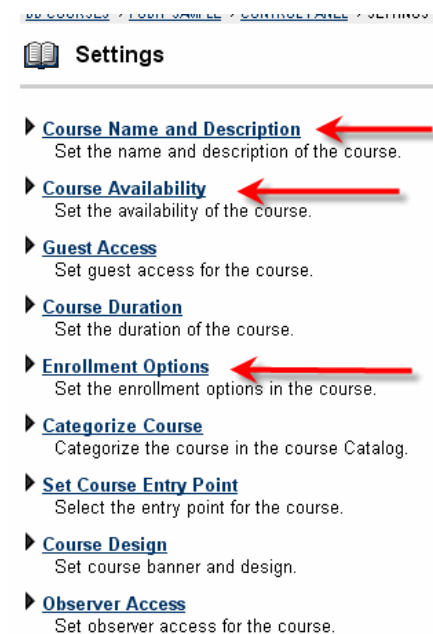 Settings
Course Name and Description
Set the name and description of the course.
Course Availability
Set the availability of the course.
Guest Access
Set guest access for the course.
Course Duration
Set the duration of the course.
Enrollment Options
Set the enrollment options in the course.
Categorize Course
Categorize the course in the course Catalog.
Set Course Entry Point
Select the entry point for the course.
Course Design
Set course banner and design.
Observer Access
Set observer access for the course.